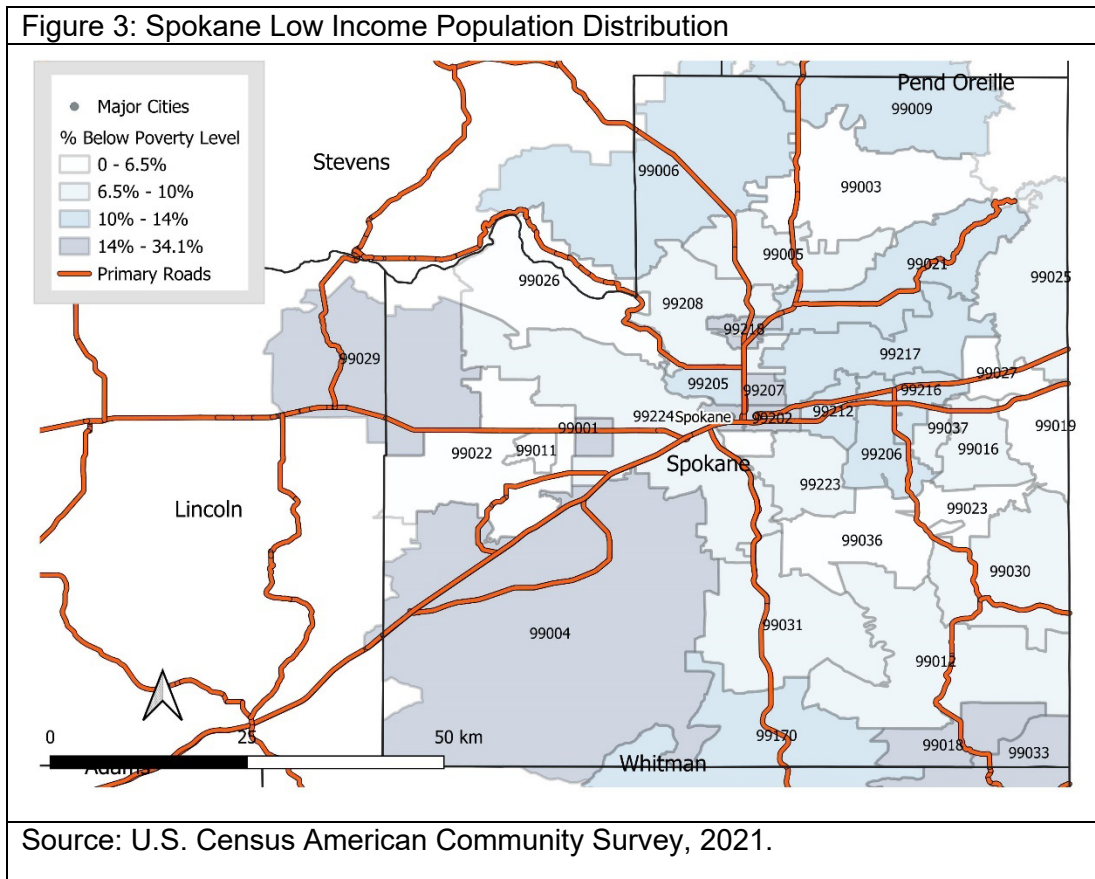 Figure 3: Spokane Low Income Population Distribution
Major Cities
% Below Poverty Level
0 - 6.5%
6.5% - 10%
10% - 14%
14% - 34.1%
Primary Roads
Pend Oreille
99009
Stevens
99006
99003
99005
99021
99025
99026
99208
99218
99217
99029
99205
99207
99216
99027
99224
Spokane
99202
99212
99001
99037
99019
99022
99011
Spokane
99206
99016
99223
Lincoln
99023
99036
99030
99004
99031
99012
0
25
50 km
99170
99018
99033
Adams
Whitman
Source: U.S. Census American Community Survey, 2021.